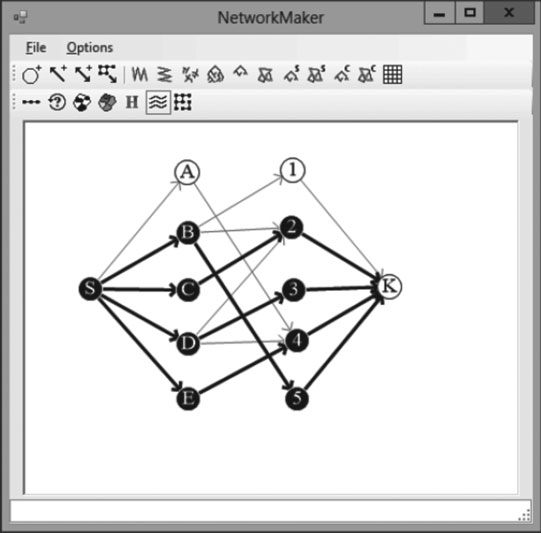 NetworkMaker
File Options
H
A 1
B 2
S C 3 K
D 4
E 5